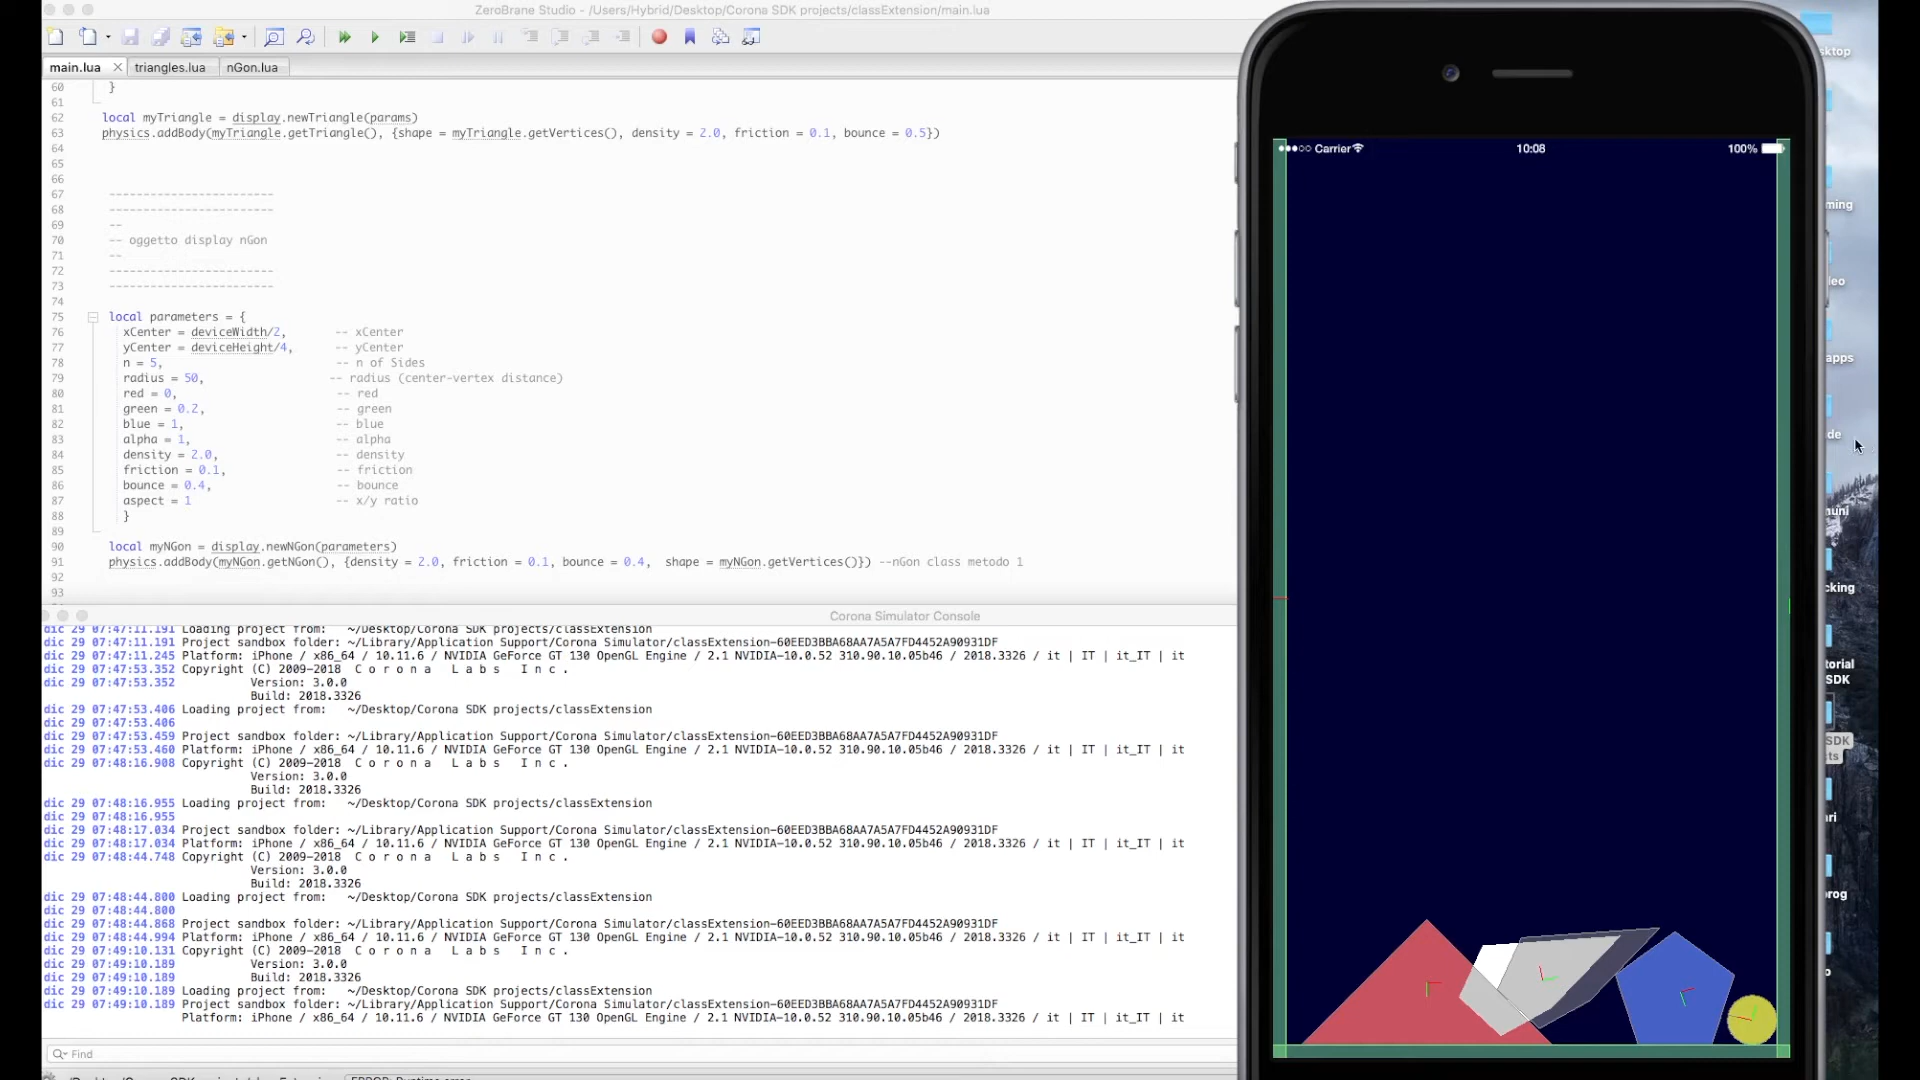 ZeroBrane Studio - /Users/Hybrid/Desktop/Corona SDK projects/classExtension/main.lua
main.lua triangles.lua nGon.lua
60 }
61
62 local myTriangle = display.newTriangle(params)
63 physics.addBody(myTriangle.getTriangle(), {shape = myTriangle.getVertices(), density = 2.0, friction = 0.1, bounce = 0.5})
64
65
66
67 ------------------------
68 ------------------------
69 --
70 -- oggetto display nGon
71 --
72 ------------------------
73 ------------------------
74
75 local parameters = {
76 xCenter = deviceWidth/2, -- xCenter
77 yCenter = deviceHeight/4, -- yCenter
78 n = 5, -- n of Sides
79 radius = 50, -- radius (center-vertex distance)
80 red = 0, -- red
81 green = 0.2, -- green
82 blue = 1, -- blue
83 alpha = 1, -- alpha
84 density = 2.0, -- density
85 friction = 0.1, -- friction
86 bounce = 0.4, -- bounce
87 aspect = 1 -- x/y ratio
88 }
89
90 local myNGon = display.newNGon(parameters)
91 physics.addBody(myNGon.getNGon(), {density = 2.0, friction = 0.1, bounce = 0.4, shape = myNGon.getVertices()}) --nGon class metodo 1
92
93
Corona Simulator Console
dic 29 07:47:11.191 Loading project from: ~/Desktop/Corona SDK projects/classExtension
dic 29 07:47:11.191 Project sandbox folder: ~/Library/Application Support/Corona Simulator/classExtension-60EED3BBA68AA7A5A7FD4452A90931DF
dic 29 07:47:11.245 Platform: iPhone / x86_64 / 10.11.6 / NVIDIA GeForce GT 130 OpenGL Engine / 2.1 NVIDIA-10.0.52 310.90.10.05b46 / 2018.3326 / it | IT | it_IT | it
dic 29 07:47:53.352 Copyright (C) 2009-2018 C o r o n a L a b s I n c .
dic 29 07:47:53.352 Version: 3.0.0
Build: 2018.3326
dic 29 07:47:53.406 Loading project from: ~/Desktop/Corona SDK projects/classExtension
dic 29 07:47:53.406
dic 29 07:47:53.459 Project sandbox folder: ~/Library/Application Support/Corona Simulator/classExtension-60EED3BBA68AA7A5A7FD4452A90931DF
dic 29 07:47:53.460 Platform: iPhone / x86_64 / 10.11.6 / NVIDIA GeForce GT 130 OpenGL Engine / 2.1 NVIDIA-10.0.52 310.90.10.05b46 / 2018.3326 / it | IT | it_IT | it
dic 29 07:48:16.908 Copyright (C) 2009-2018 C o r o n a L a b s I n c .
Version: 3.0.0
Build: 2018.3326
dic 29 07:48:16.955 Loading project from: ~/Desktop/Corona SDK projects/classExtension
dic 29 07:48:16.955
dic 29 07:48:17.034 Project sandbox folder: ~/Library/Application Support/Corona Simulator/classExtension-60EED3BBA68AA7A5A7FD4452A90931DF
dic 29 07:48:17.034 Platform: iPhone / x86_64 / 10.11.6 / NVIDIA GeForce GT 130 OpenGL Engine / 2.1 NVIDIA-10.0.52 310.90.10.05b46 / 2018.3326 / it | IT | it_IT | it
dic 29 07:48:44.748 Copyright (C) 2009-2018 C o r o n a L a b s I n c .
Version: 3.0.0
Build: 2018.3326
dic 29 07:48:44.800 Loading project from: ~/Desktop/Corona SDK projects/classExtension
dic 29 07:48:44.800
dic 29 07:48:44.868 Project sandbox folder: ~/Library/Application Support/Corona Simulator/classExtension-60EED3BBA68AA7A5A7FD4452A90931DF
dic 29 07:48:44.994 Platform: iPhone / x86_64 / 10.11.6 / NVIDIA GeForce GT 130 OpenGL Engine / 2.1 NVIDIA-10.0.52 310.90.10.05b46 / 2018.3326 / it | IT | it_IT | it
dic 29 07:49:10.131 Copyright (C) 2009-2018 C o r o n a L a b s I n c .
dic 29 07:49:10.189 Version: 3.0.0
dic 29 07:49:10.189 Build: 2018.3326
dic 29 07:49:10.189 Loading project from: ~/Desktop/Corona SDK projects/classExtension
dic 29 07:49:10.189 Project sandbox folder: ~/Library/Application Support/Corona Simulator/classExtension-60EED3BBA68AA7A5A7FD4452A90931DF
Platform: iPhone / x86_64 / 10.11.6 / NVIDIA GeForce GT 130 OpenGL Engine / 2.1 NVIDIA-10.0.52 310.90.10.05b46 / 2018.3326 / it | IT | it_IT | it
Find
Carrier 10:08 100%
ktop
ming
eo
apps
de
uni
cking
torial
SDK
SDK
ts
ri
prog
o